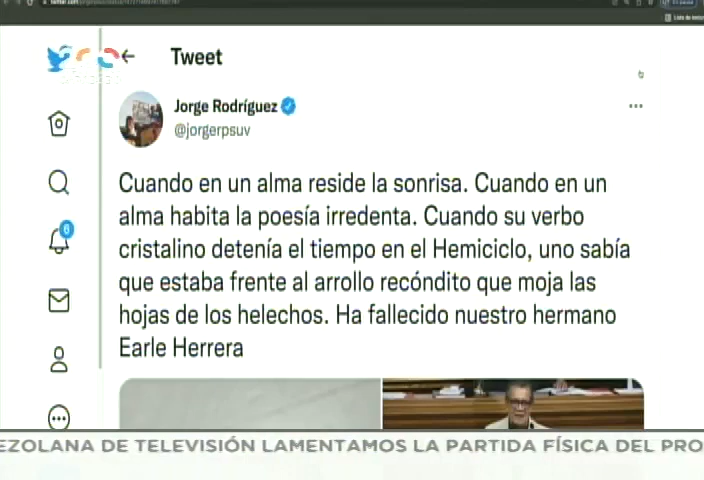 Tweet
Jorge Rodríguez
@jorgerpsuv
Cuando en un alma reside la sonrisa. Cuando en un
alma habita la poesía irredenta. Cuando su verbo
cristalino detenía el tiempo en el Hemiciclo, uno sabía
que estaba frente al arrollo recóndito que moja las
hojas de los helechos. Ha fallecido nuestro hermano
Earle Herrera
6
EZOLANA DE TELEVISIÓN LAMENTAMOS LA PARTIDA FÍSICA DEL PRO